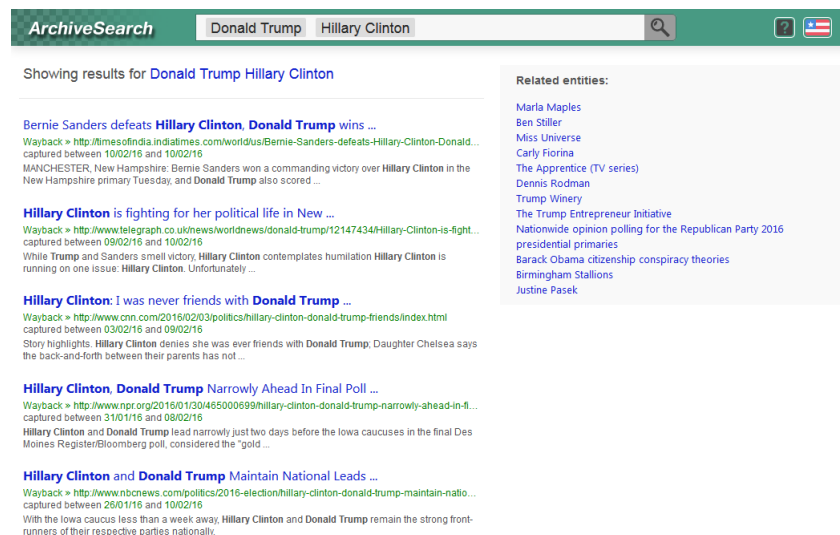 ArchiveSearch
Donald Trump Hillary Clinton
?
Showing results for Donald Trump Hillary Clinton
Bernie Sanders defeats Hillary Clinton, Donald Trump wins ...
Wayback » http://timesofindia.indiatimes.com/world/us/Bernie-Sanders-defeats-Hillary-Clinton-Donald...
captured between 10/02/16 and 10/02/16
MANCHESTER, New Hampshire: Bernie Sanders won a commanding victory over Hillary Clinton in the
New Hampshire primary Tuesday, and Donald Trump also scored ...
Hillary Clinton is fighting for her political life in New ...
Wayback » http://www.telegraph.co.uk/news/worldnews/donald-trump/12147434/Hillary-Clinton-is-fight...
captured between 09/02/16 and 10/02/16
While Trump and Sanders smell victory, Hillary Clinton contemplates humilation Hillary Clinton is
running on one issue: Hillary Clinton. Unfortunately ...
Hillary Clinton: I was never friends with Donald Trump ...
Wayback » http://www.cnn.com/2016/02/03/politics/hillary-clinton-donald-trump-friends/index.html
captured between 03/02/16 and 09/02/16
Story highlights. Hillary Clinton denies she was ever friends with Donald Trump; Daughter Chelsea says
the back-and-forth between their parents has not ...
Hillary Clinton, Donald Trump Narrowly Ahead In Final Poll ...
Wayback » http://www.npr.org/2016/01/30/465000699/hillary-clinton-donald-trump-narrowly-ahead-in-fi...
captured between 31/01/16 and 08/02/16
Hillary Clinton and Donald Trump lead narrowly just two days before the Iowa caucuses in the final Des
Moines Register/Bloomberg poll, considered the "gold ...
Hillary Clinton and Donald Trump Maintain National Leads ...
Wayback » http://www.nbcnews.com/politics/2016-election/hillary-clinton-donald-trump-maintain-natio...
captured between 26/01/16 and 10/02/16
With the Iowa caucus less than a week away, Hillary Clinton and Donald Trump remain the strong front-
runners of their respective parties nationally.
Related entities:
Marla Maples
Ben Stiller
Miss Universe
Carly Fiorina
The Apprentice (TV series)
Dennis Rodman
Trump Winery
The Trump Entrepreneur Initiative
Nationwide opinion polling for the Republican Party 2016
presidential primaries
Barack Obama citizenship conspiracy theories
Birmingham Stallions
Justine Pasek